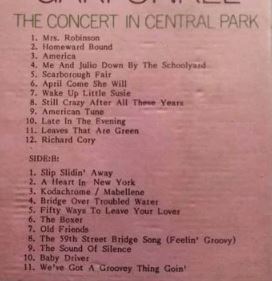 THE CONCERT IN CENTRAL PARK
1. Mrs. Robinson
2. Homeward Bound
3. America
4. Me And Julio Down By The Schoolyard
5. Scarborough Fair
6. April Come She Will
7. Wake Up Little Susie
8. Still Crazy After All These Years
9. American Tune
10. Late In The Evening
11. Leaves That Are Green
12. Richard Cory
SIDE:B:
1. Slip Slidin' Away
2. A Heart In New York
3. Kodachrome / Mabellene
4. Bridge Over Troubled Water
5. Fifty Ways To Leave Your Lover
6. The Boxer
7. Old Friends
8. The 59th Street Bridge Song (Feelin' Groovy)
9. The Sound Of Silence
10. Baby Driver
11. We've Got A Groovey Thing Goin'